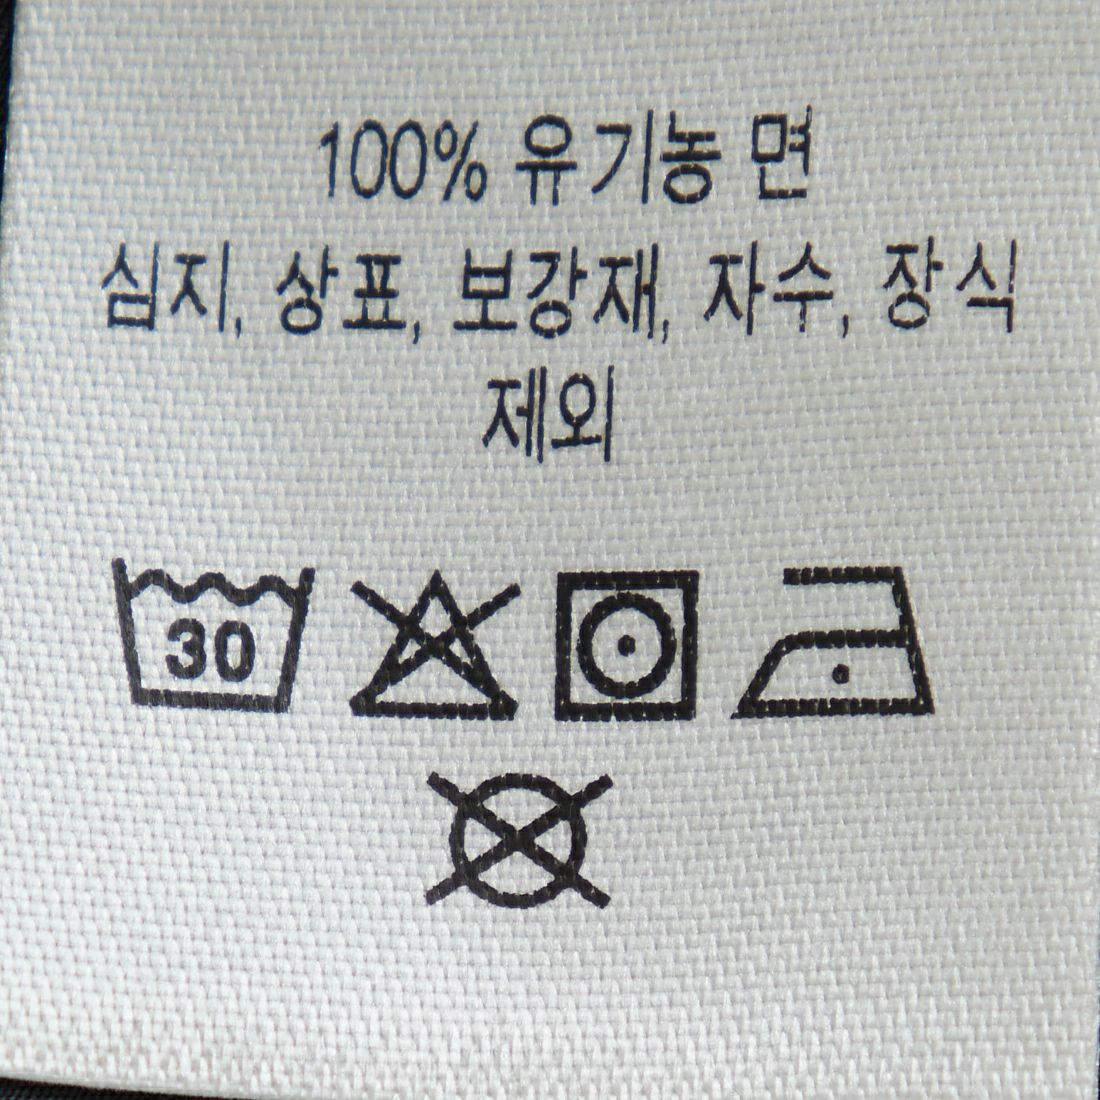 100% 유기농 면
심지, 상표, 보강재, 자수, 장식
제외
30